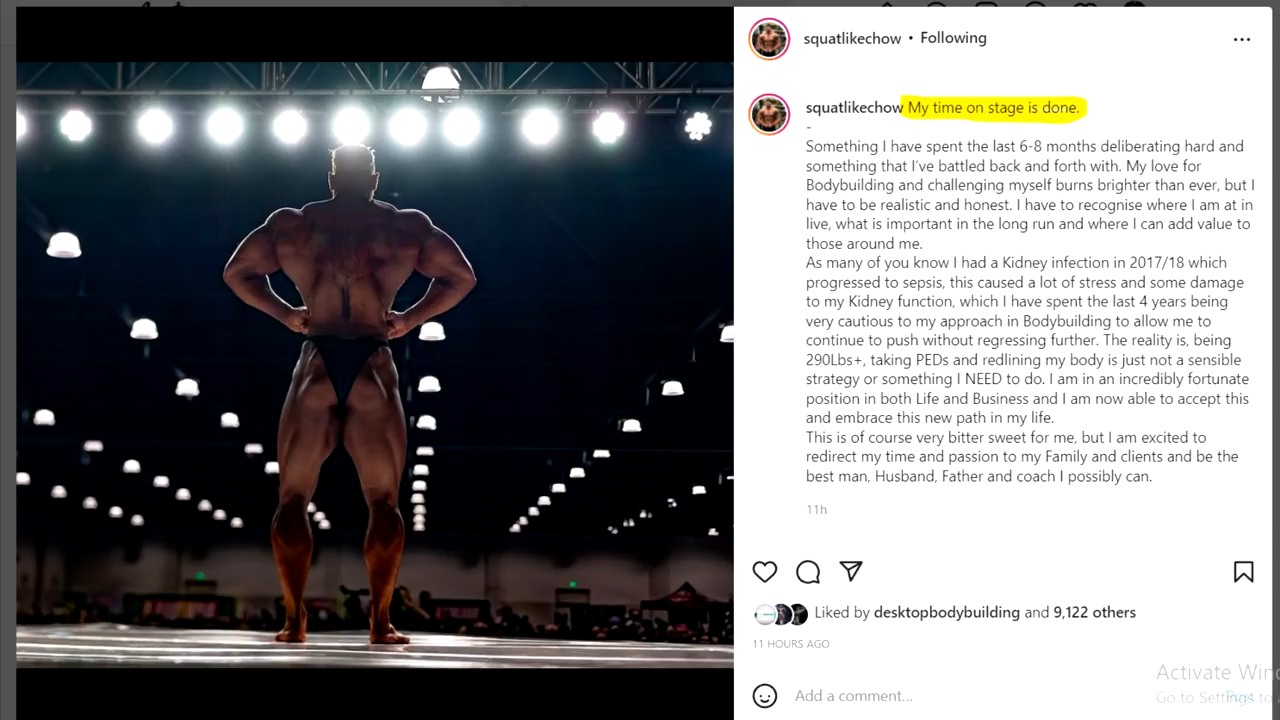 squatlikechow • Following
squatlikechow My time on stage is done.
-
Something I have spent the last 6-8 months deliberating hard and
something that I've battled back and forth with. My love for
Bodybuilding and challenging myself burns brighter than ever, but I
have to be realistic and honest. I have to recognise where I am at in
live, what is important in the long run and where I can add value to
those around me.
As many of you know I had a Kidney infection in 2017/18 which
progressed to sepsis, this caused a lot of stress and some damage
to my Kidney function, which I have spent the last 4 years being
very cautious to my approach in Bodybuilding to allow me to
continue to push without regressing further. The reality is, being
290Lbs+, taking PEDs and redlining my body is just not a sensible
strategy or something I NEED to do. I am in an incredibly fortunate
position in both Life and Business and I am now able to accept this
and embrace this new path in my life.
This is of course very bitter sweet for me, but I am excited to
redirect my time and passion to my Family and clients and be the
best man, Husband, Father and coach I possibly can.
11h
Liked by desktopbodybuilding and 9,122 others
11 HOURS AGO
Activate Win
Add a comment...
Go to Settings to
Post